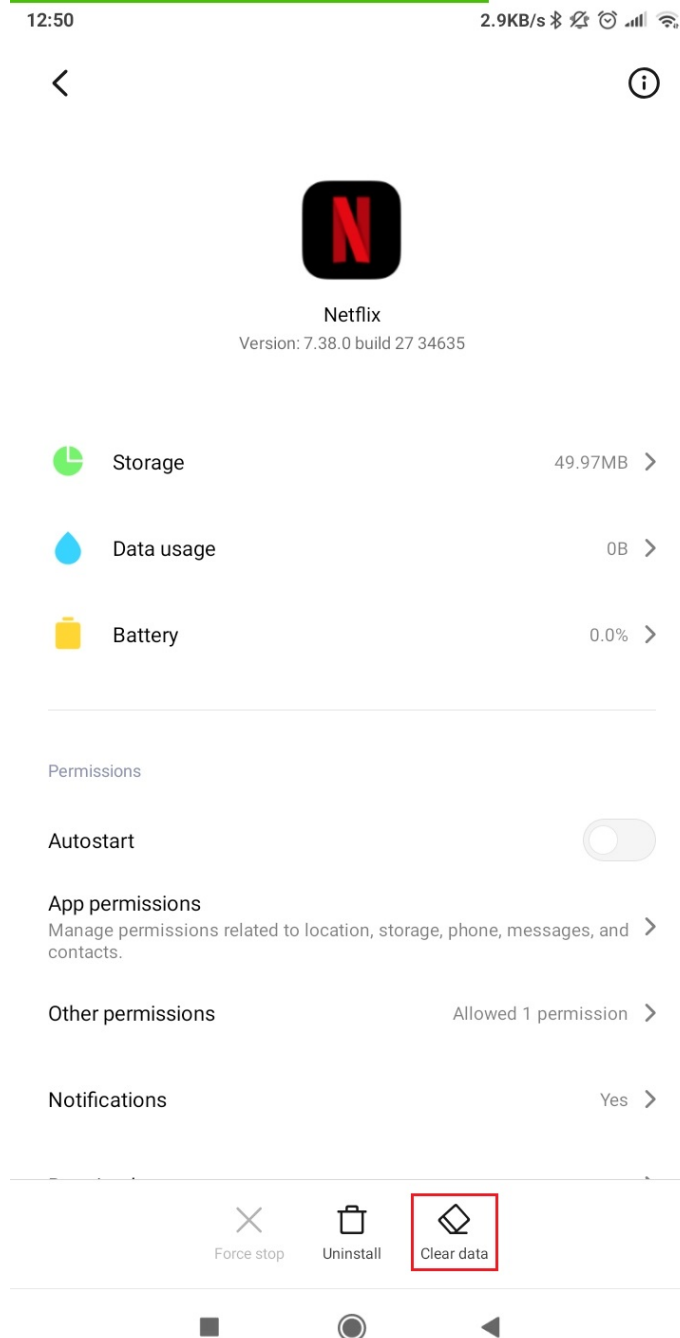 12:50
2.9KB/s
Netflix
Version: 7.38.0 build 27 34635
Storage
49.97MB
Data usage
0B
Battery
0.0%
Permissions
Autostart
App permissions
Manage permissions related to location, storage, phone, messages, and
contacts.
Other permissions
Allowed 1 permission
Notifications
Yes
Force stop
Uninstall
Clear data